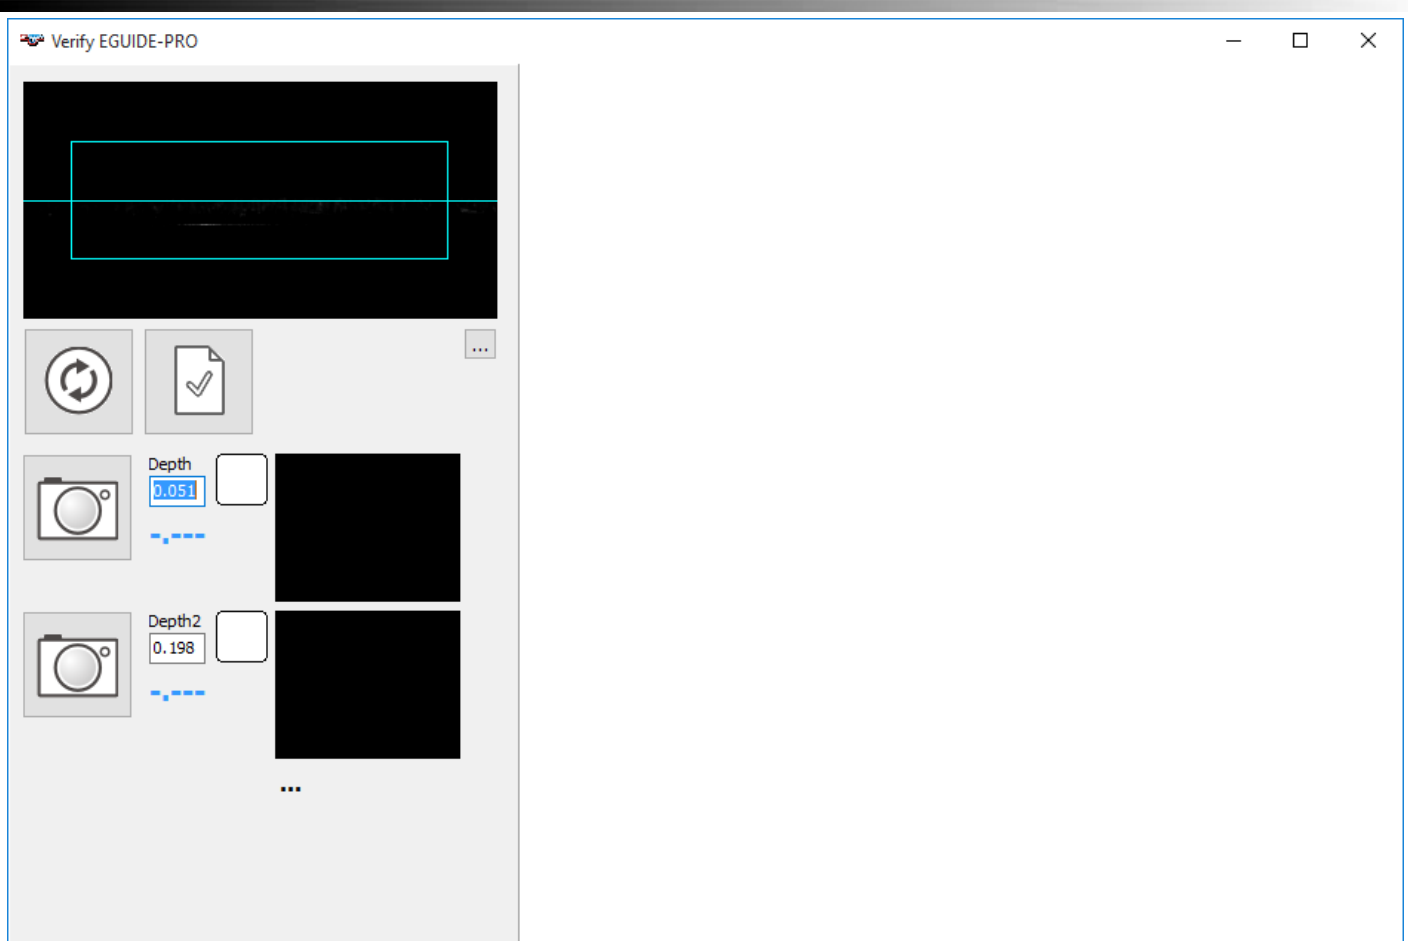 Verify EGUIDE-PRO
...
Depth
0.051
-.---
Depth2
0.198
-.---
...